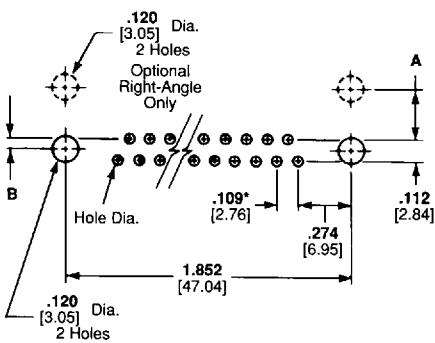 .120
[3.05] Dia.
2 Holes
Optional
Right-Angle
Only
A
B
Hole Dia.
.109*
[2.76]
.112
[2.84]
.274
[6.95]
1.852
[47.04]
.120
[3.05] Dia.
2 Holes